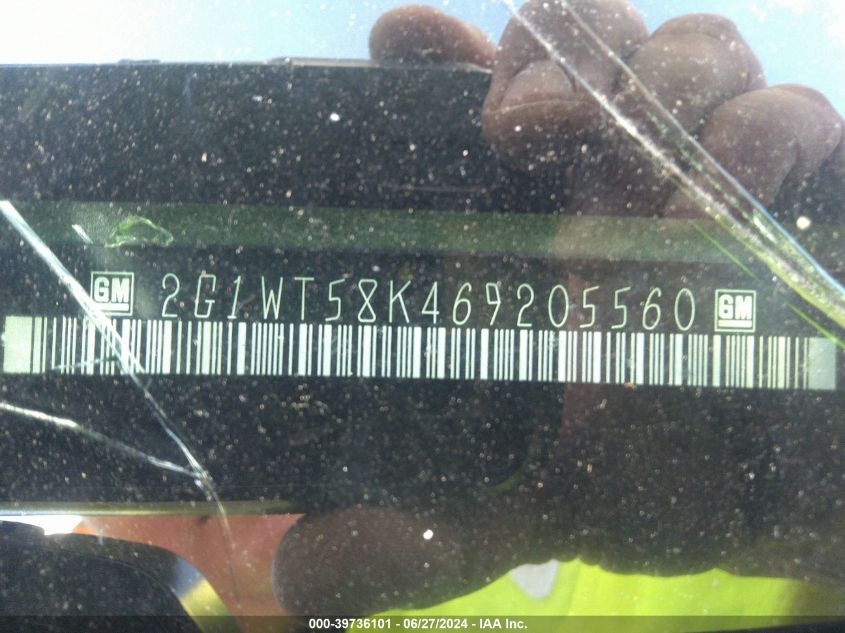 GM 2G1WT58K469205560 GM
000-39736101 - 06/27/2024 - IAA Inc.